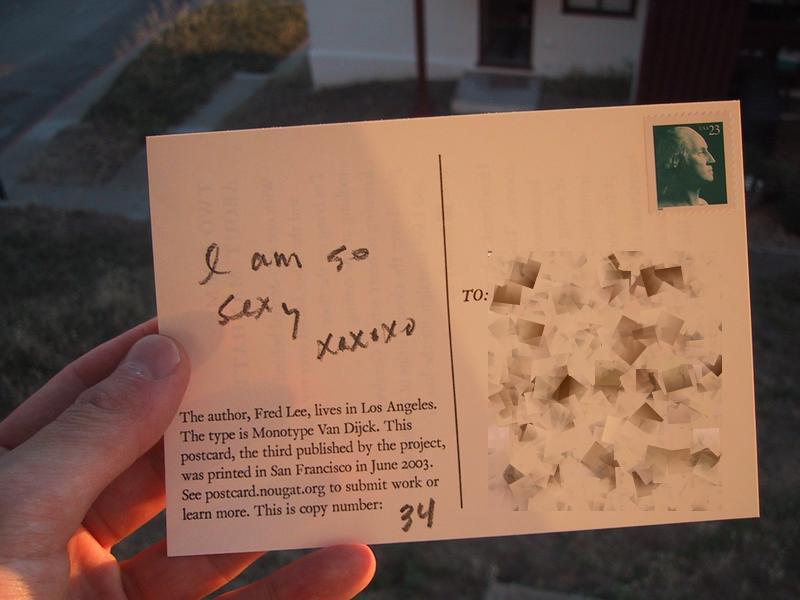 USA 23
I am so
sexy
xoxoxo
TO:
The author, Fred Lee, lives in Los Angeles.
The type is Monotype Van Dijck. This
postcard, the third published by the project,
was printed in San Francisco in June 2003.
See postcard.nougat.org to submit work or
learn more. This is copy number:
34